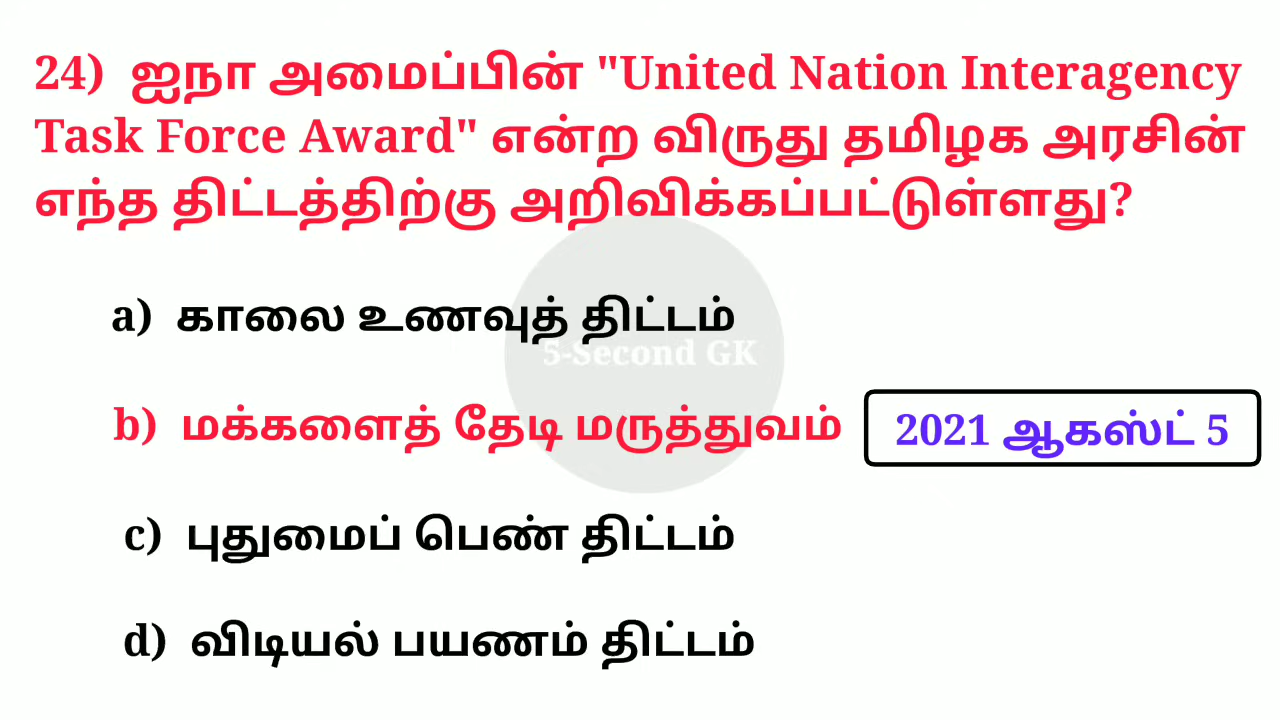 24) ஐநா அமைப்பின் "United Nation Interagency
Task Force Award" என்ற விருது தமிழக அரசின்
எந்த திட்டத்திற்கு அறிவிக்கப்பட்டுள்ளது?
a) காலை உணவுத் திட்டம்
5-Second GK
b) மக்களைத் தேடி மருத்துவம் 2021 ஆகஸ்ட் 5
c) புதுமைப் பெண் திட்டம்
d) விடியல் பயணம் திட்டம்